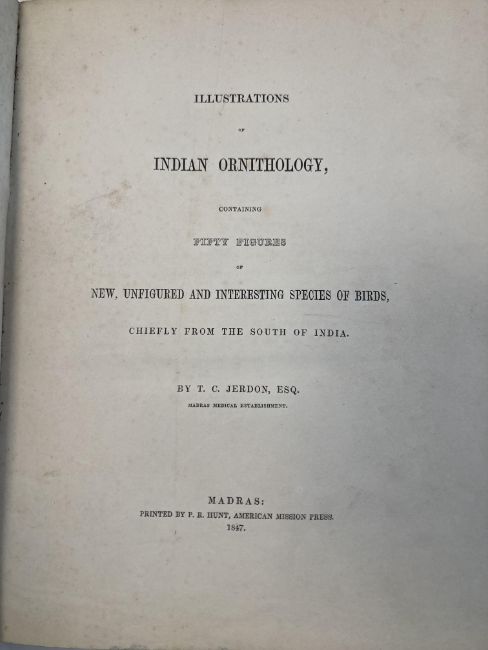 ILLUSTRATIONS
OF
INDIAN ORNITHOLOGY,
CONTAINING
FIFTY FIGURES
OF
NEW, UNFIGURED AND INTERESTING SPECIES OF BIRDS,
CHIEFLY FROM THE SOUTH OF INDIA.
BY T. C. JERDON, ESQ.
MADRAS MEDICAL ESTABLISHMENT.
MADRAS:
PRINTED BY P. R. HUNT, AMERICAN MISSION PRESS.
1847.